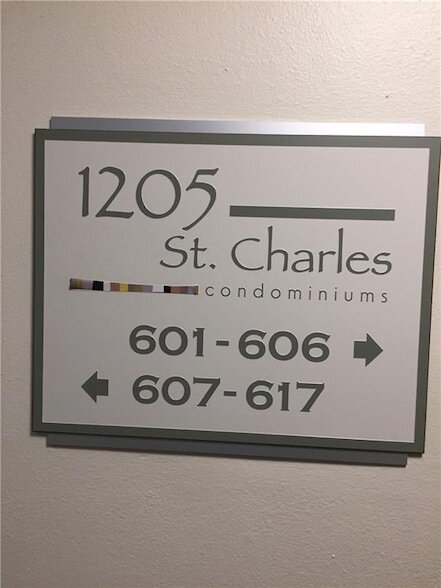 1205
St. Charles
condominiums
601-606 →
← 607-617